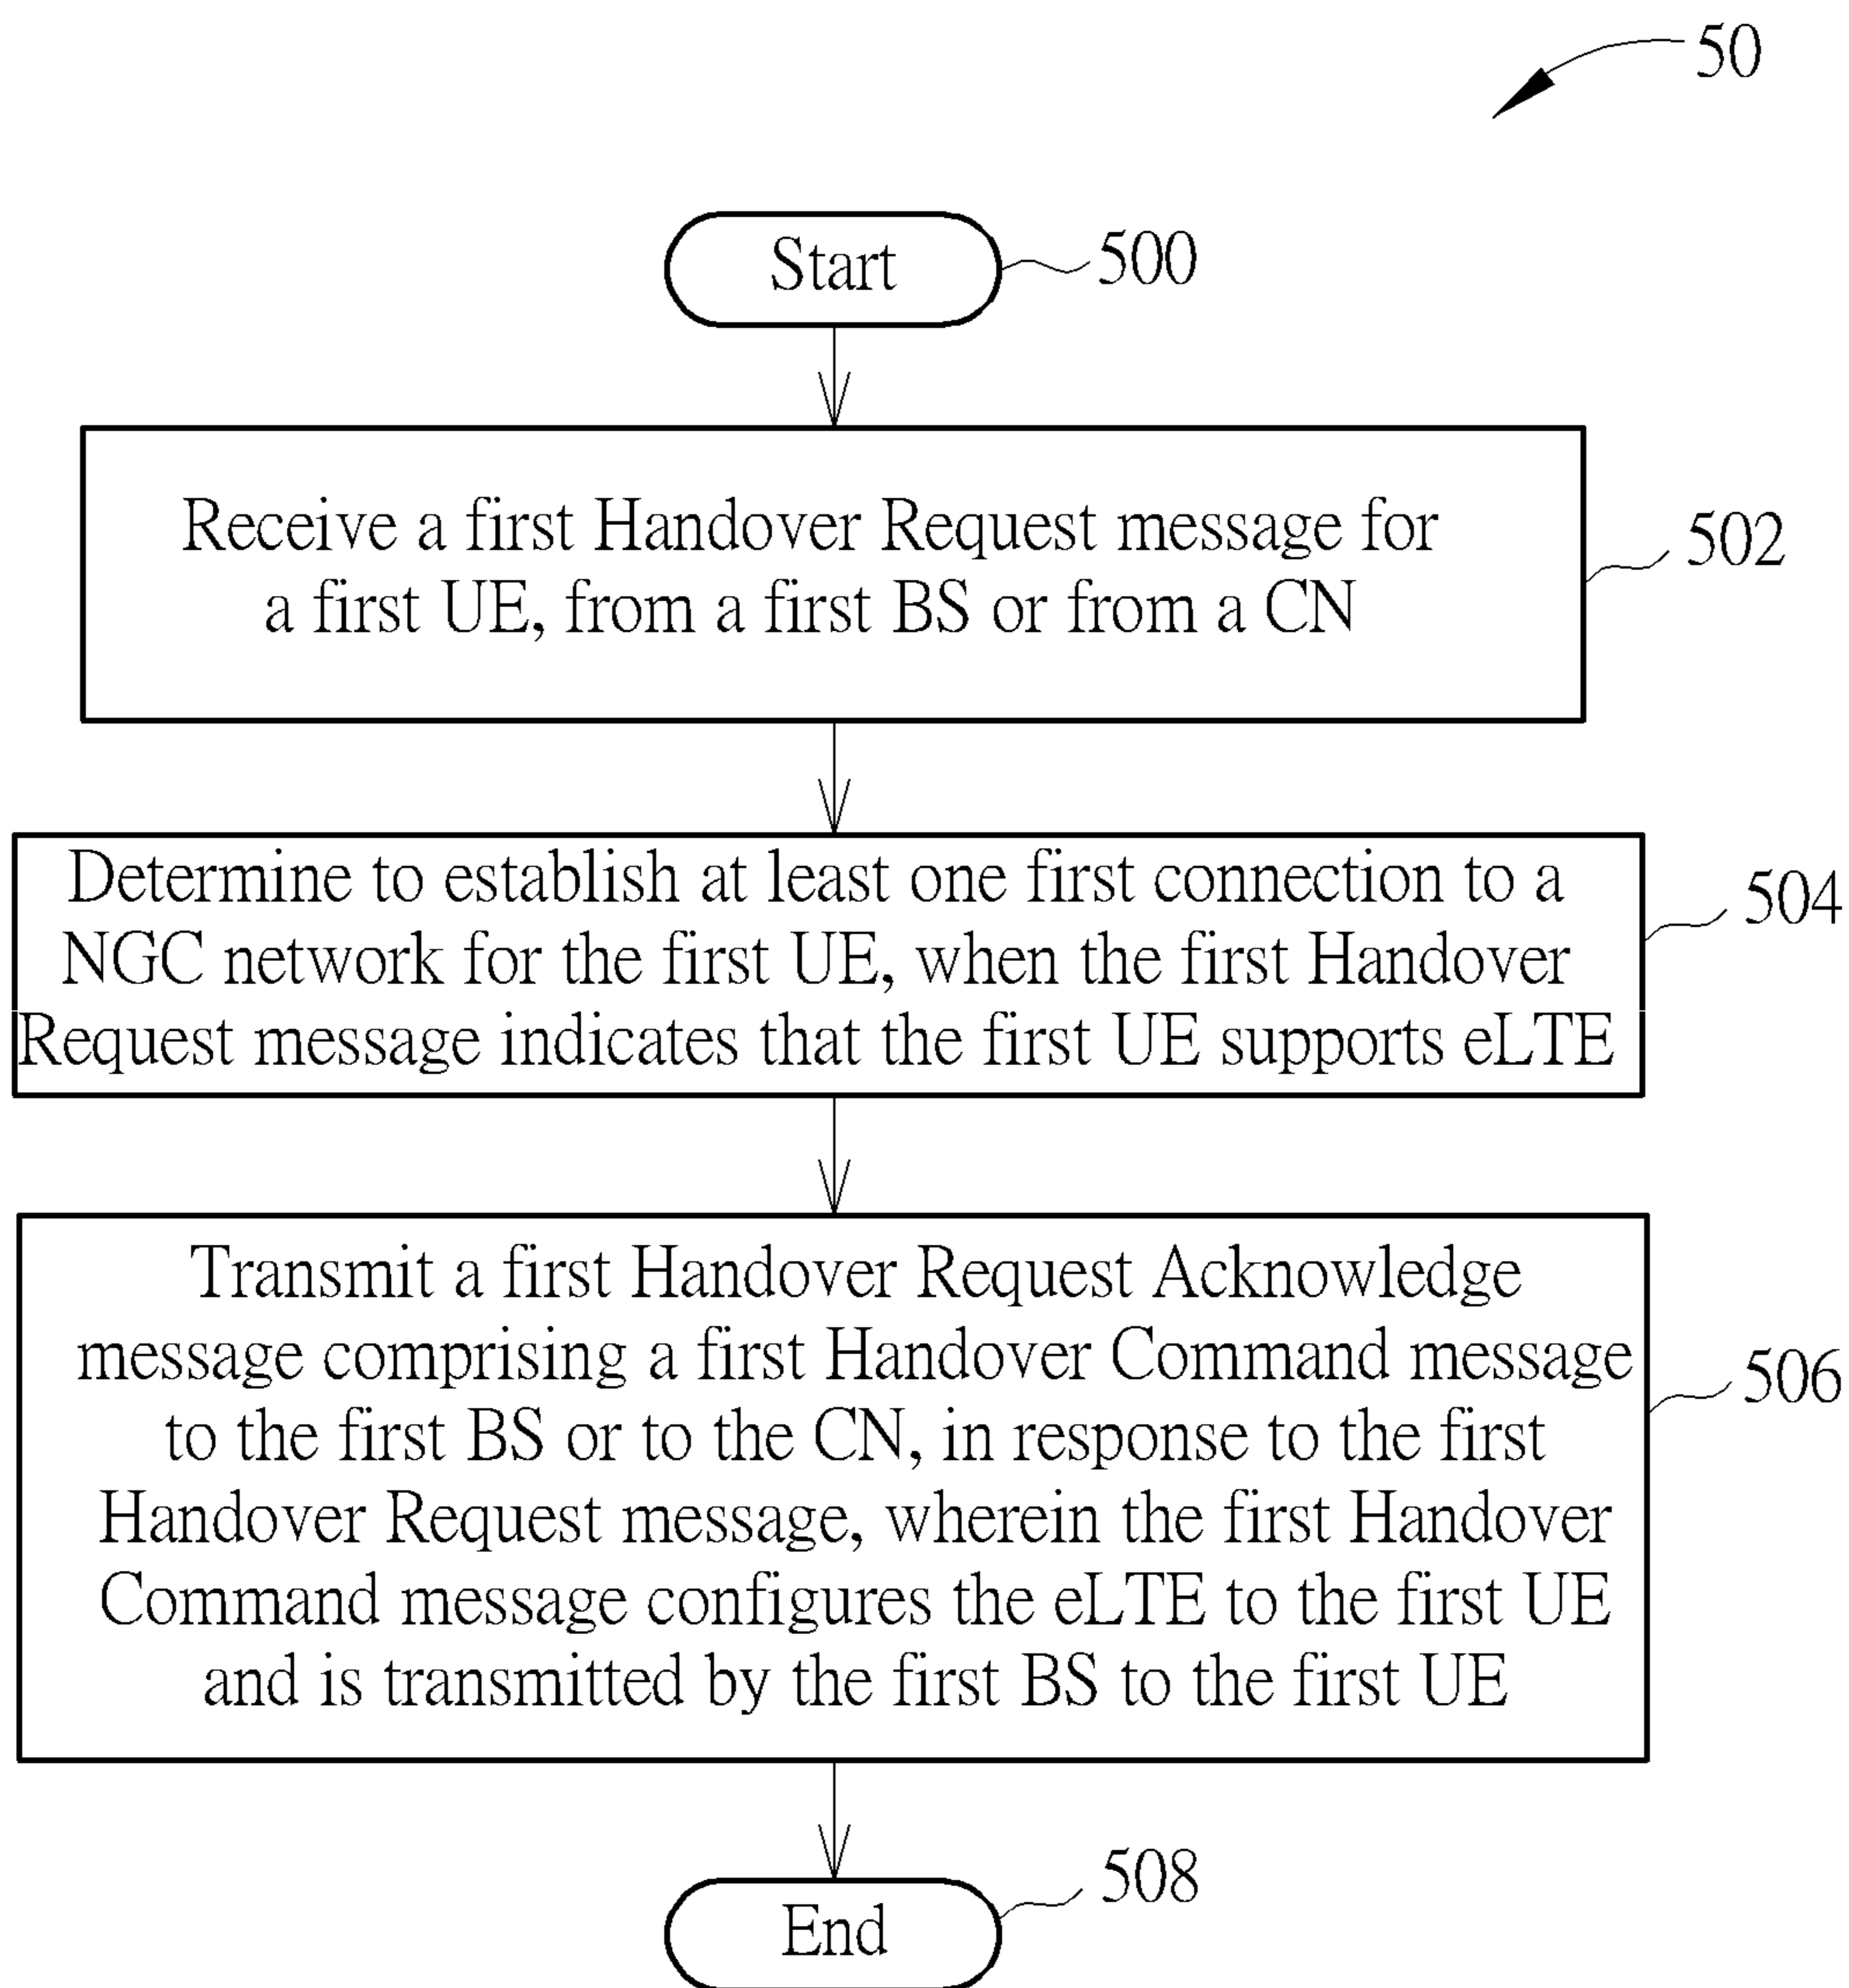 50
Start
500
Receive a first Handover Request message for
a first UE, from a first BS or from a CN
502
Determine to establish at least one first connection to a
NGC network for the first UE, when the first Handover
Request message indicates that the first UE supports eLTE
504
Transmit a first Handover Request Acknowledge
message comprising a first Handover Command message
to the first BS or to the CN, in response to the first
Handover Request message, wherein the first Handover
Command message configures the eLTE to the first UE
and is transmitted by the first BS to the first UE
506
End
508